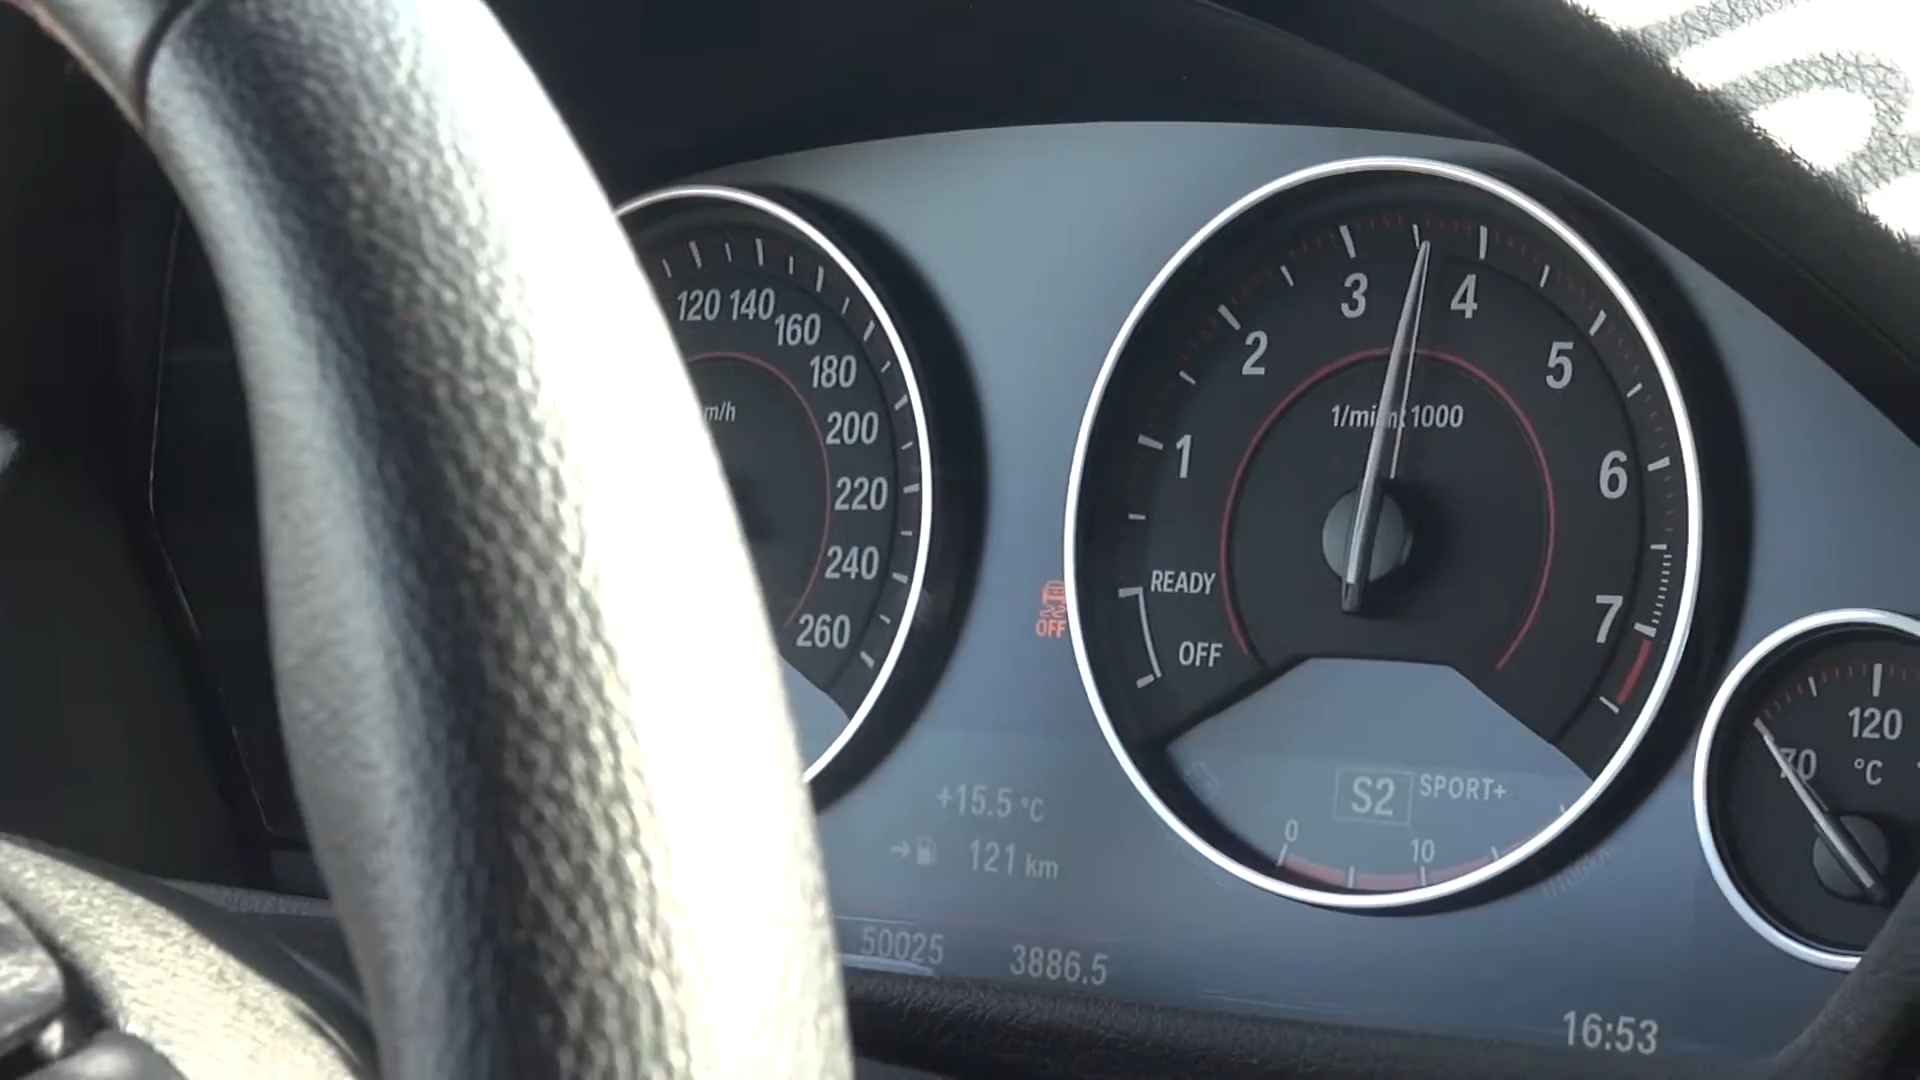 120 140 160 180 200 220 240 260
m/h
OFF
1 2 3 4 5 6 7
1/min 1000
READY
OFF
S2 SPORT+
0 10
+15.5 °C
121 km
50025 3886.5
16:53
70 120
°C